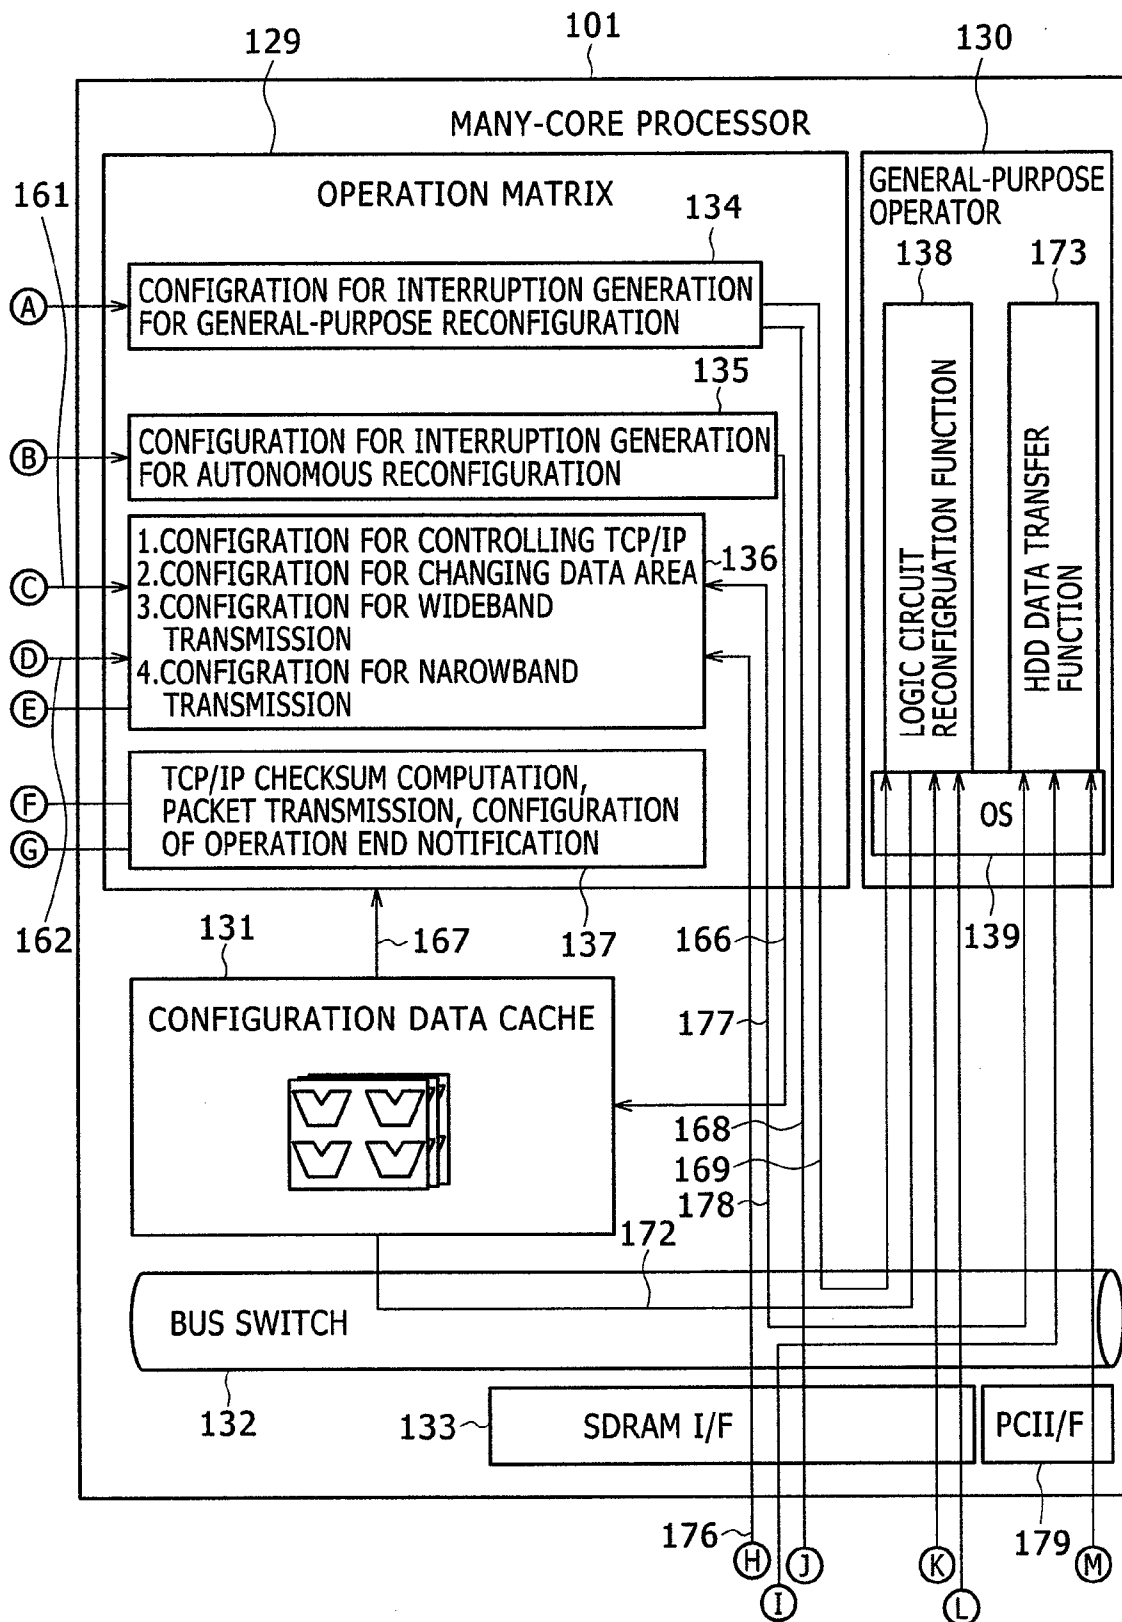 101
129
130
MANY-CORE PROCESSOR
OPERATION MATRIX
GENERAL-PURPOSE
OPERATOR
161
134
138
173
A
CONFIGRATION FOR INTERRUPTION GENERATION
FOR GENERAL-PURPOSE RECONFIGURATION
135
B
CONFIGURATION FOR INTERRUPTION GENERATION
FOR AUTONOMOUS RECONFIGURATION
LOGIC CIRCUIT
RECONFIGRUATION FUNCTION
HDD DATA TRANSFER
FUNCTION
1.CONFIGRATION FOR CONTROLLING TCP/IP
2.CONFIGRATION FOR CHANGING DATA AREA
3.CONFIGRATION FOR WIDEBAND
TRANSMISSION
4.CONFIGRATION FOR NARROWBAND
TRANSMISSION
136
C
D
E
TCP/IP CHECKSUM COMPUTATION,
PACKET TRANSMISSION, CONFIGURATION
OF OPERATION END NOTIFICATION
F
G
OS
162
131
167
137
166
139
CONFIGURATION DATA CACHE
177
168
169
178
172
BUS SWITCH
132
133
SDRAM I/F
PCII/F
176
H
I
J
K
L
179
M